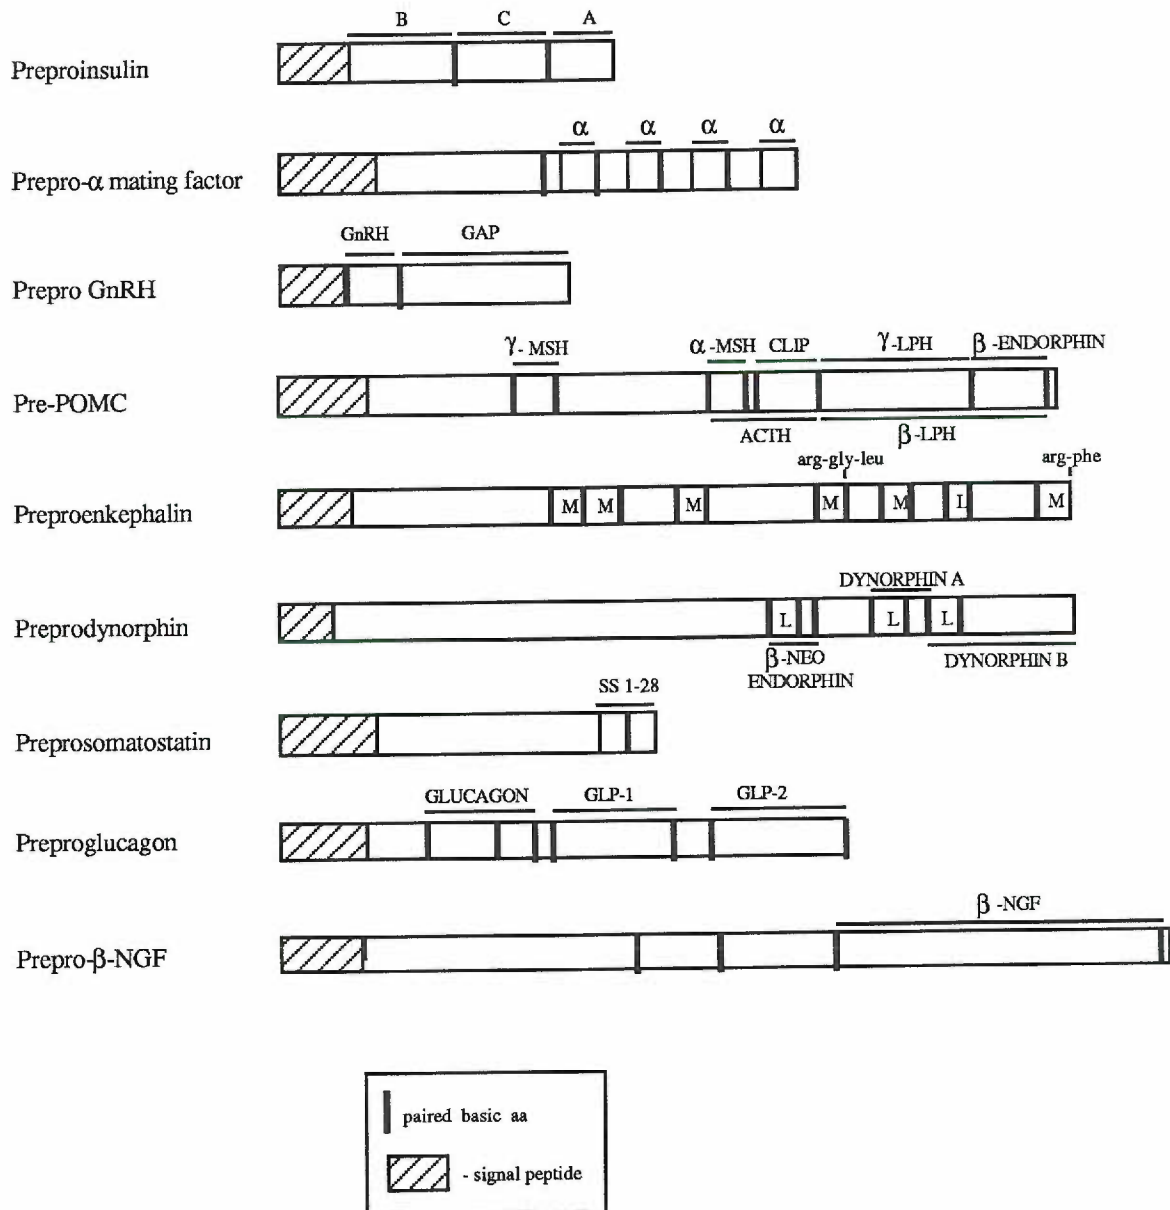 B C A
Preproinsulin
α α α α
Prepro-α mating factor
GnRH GAP
Prepro GnRH
γ- MSH α -MSH CLIP γ-LPH β -ENDORPHIN
Pre-POMC
ACTH β -LPH
arg-gly-leu arg-phe
Preproenkephalin M M M M M L M
DYNORPHIN A
Preprodynorphin L L L
β-NEO ENDORPHIN DYNORPHIN B
SS 1-28
Preprosomatostatin
GLUCAGON GLP-1 GLP-2
Preproglucagon
β -NGF
Prepro-β-NGF
paired basic aa
- signal peptide